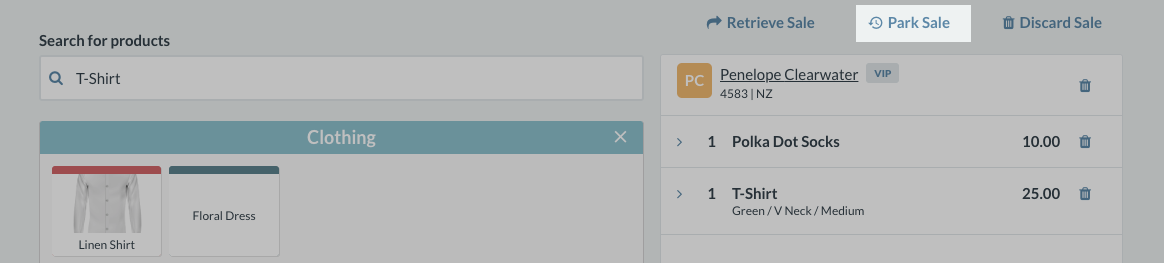 Retrieve Sale
Park Sale
Discard Sale
Search for products
T-Shirt
PC
Penelope Clearwater VIP
4583 | NZ
Clothing
1 Polka Dot Socks 10.00
1 T-Shirt 25.00
Green / V Neck / Medium
Linen Shirt
Floral Dress